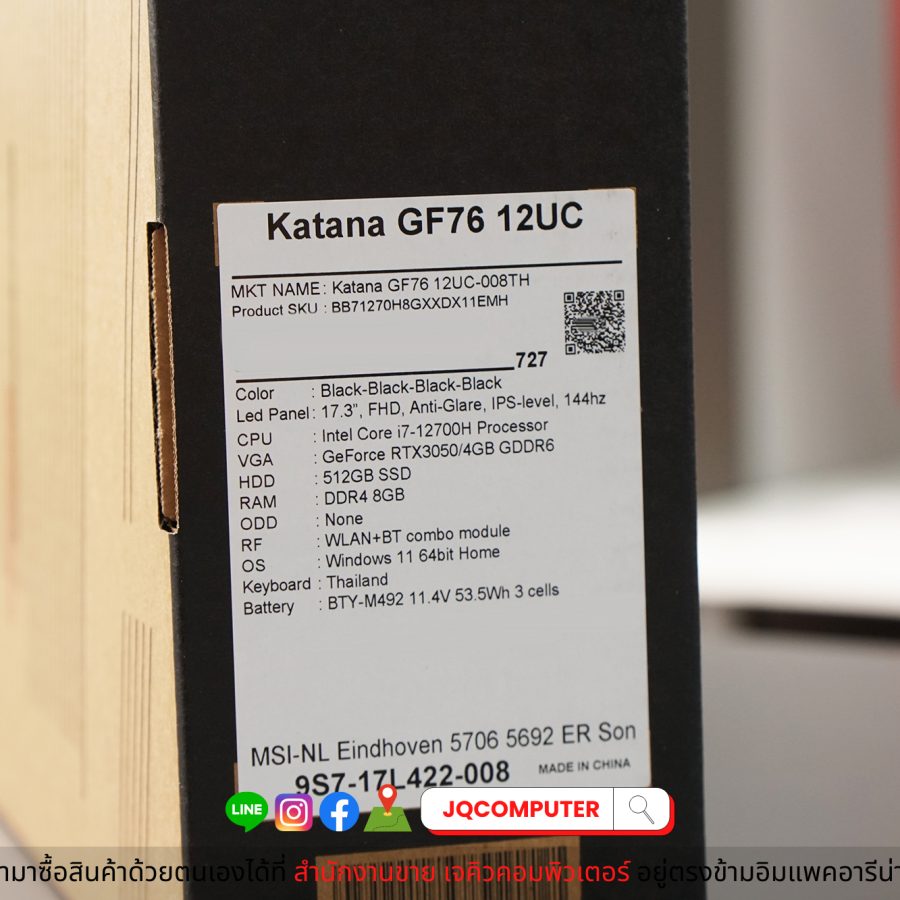 Katana GF76 12UC
MKT NAME: Katana GF76 12UC-008TH
Product SKU : BB71270H8GXXDX11EMH
727
Color : Black-Black-Black-Black
Led Panel: 17.3”, FHD, Anti-Glare, IPS-level, 144hz
CPU : Intel Core i7-12700H Processor
VGA : GeForce RTX3050/4GB GDDR6
HDD : 512GB SSD
RAM : DDR4 8GB
ODD : None
RF : WLAN+BT combo module
OS : Windows 11 64bit Home
Keyboard : Thailand
Battery : BTY-M492 11.4V 53.5Wh 3 cells
MSI-NL Eindhoven 5706 5692 ER Son
9S7-17L422-008 MADE IN CHINA
LINE JQCOMPUTER
มาซื้อสินค้าด้วยตนเองได้ที่ สำนักงานขาย เจคิวคอมพิวเตอร์ อยู่ตรงข้ามอิมแพคอารีน่า